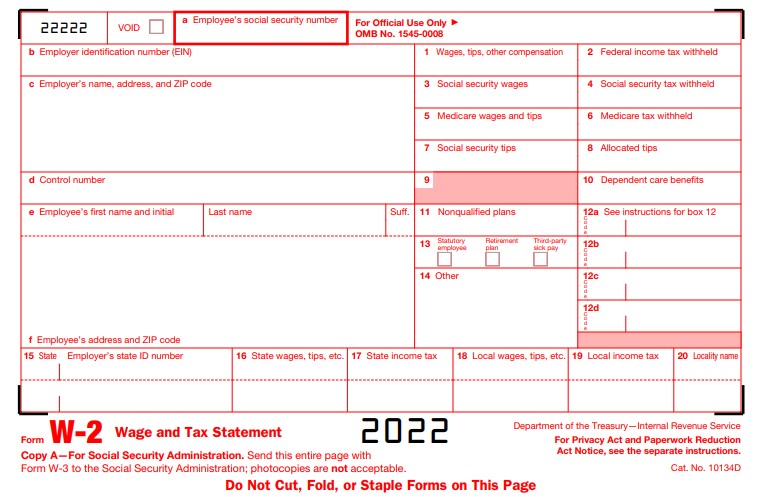 22222
VOID
a Employee's social security number
For Official Use Only ►
OMB No. 1545-0008
b Employer identification number (EIN)
1 Wages, tips, other compensation
2 Federal income tax withheld
c Employer's name, address, and ZIP code
3 Social security wages
4 Social security tax withheld
5 Medicare wages and tips
6 Medicare tax withheld
7 Social security tips
8 Allocated tips
d Control number
9
10 Dependent care benefits
e Employee's first name and initial
Last name
Suff.
11 Nonqualified plans
12a See instructions for box 12
Code
13 Statutory employee
Retirement plan
Third-party sick pay
12b
Code
14 Other
12c
Code
12d
Code
f Employee's address and ZIP code
15 State Employer's state ID number
16 State wages, tips, etc.
17 State income tax
18 Local wages, tips, etc.
19 Local income tax
20 Locality name
Form W-2 Wage and Tax Statement
2022
Department of the Treasury—Internal Revenue Service
For Privacy Act and Paperwork Reduction
Act Notice, see the separate instructions.
Copy A—For Social Security Administration. Send this entire page with
Form W-3 to the Social Security Administration; photocopies are not acceptable.
Cat. No. 10134D
Do Not Cut, Fold, or Staple Forms on This Page